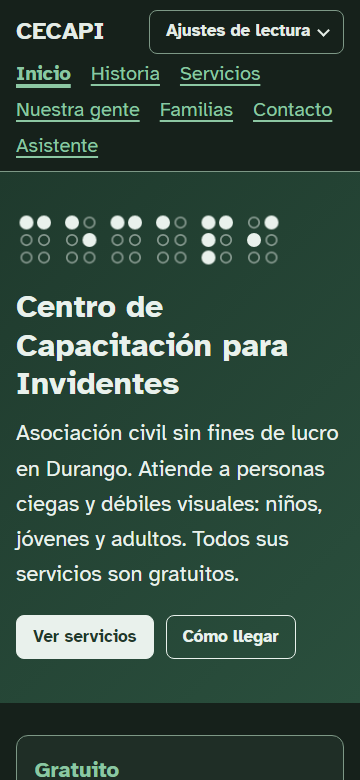 CECAPI
Ajustes de lectura
Inicio Historia Servicios
Nuestra gente Familias Contacto
Asistente
⠉⠑⠉⠁⠏⠊
Centro de
Capacitación para
Invidentes
Asociación civil sin fines de lucro
en Durango. Atiende a personas
ciegas y débiles visuales: niños,
jóvenes y adultos. Todos sus
servicios son gratuitos.
Ver servicios Cómo llegar
Gratuito